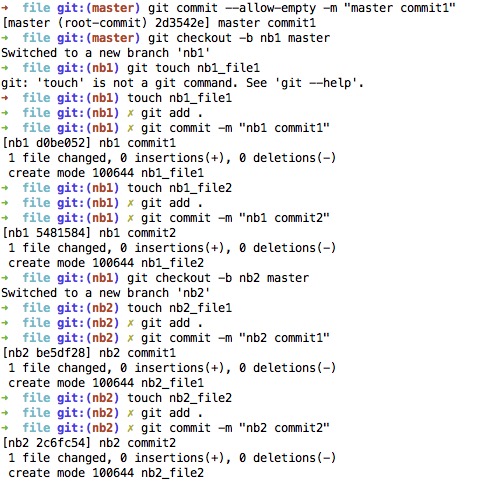 ➜  file git:(master) git commit --allow-empty -m "master commit1"
[master (root-commit) 2d3542e] master commit1
➜  file git:(master) git checkout -b nb1 master
Switched to a new branch 'nb1'
➜  file git:(nb1) git touch nb1_file1
git: 'touch' is not a git command. See 'git --help'.
➜  file git:(nb1) touch nb1_file1
➜  file git:(nb1) ✗ git add .
➜  file git:(nb1) ✗ git commit -m "nb1 commit1"
[nb1 d0be052] nb1 commit1
 1 file changed, 0 insertions(+), 0 deletions(-)
 create mode 100644 nb1_file1
➜  file git:(nb1) touch nb1_file2
➜  file git:(nb1) ✗ git add .
➜  file git:(nb1) ✗ git commit -m "nb1 commit2"
[nb1 5481584] nb1 commit2
 1 file changed, 0 insertions(+), 0 deletions(-)
 create mode 100644 nb1_file2
➜  file git:(nb1) git checkout -b nb2 master
Switched to a new branch 'nb2'
➜  file git:(nb2) touch nb2_file1
➜  file git:(nb2) ✗ git add .
➜  file git:(nb2) ✗ git commit -m "nb2 commit1"
[nb2 be5df28] nb2 commit1
 1 file changed, 0 insertions(+), 0 deletions(-)
 create mode 100644 nb2_file1
➜  file git:(nb2) touch nb2_file2
➜  file git:(nb2) ✗ git add .
➜  file git:(nb2) ✗ git commit -m "nb2 commit2"
[nb2 2c6fc54] nb2 commit2
 1 file changed, 0 insertions(+), 0 deletions(-)
 create mode 100644 nb2_file2